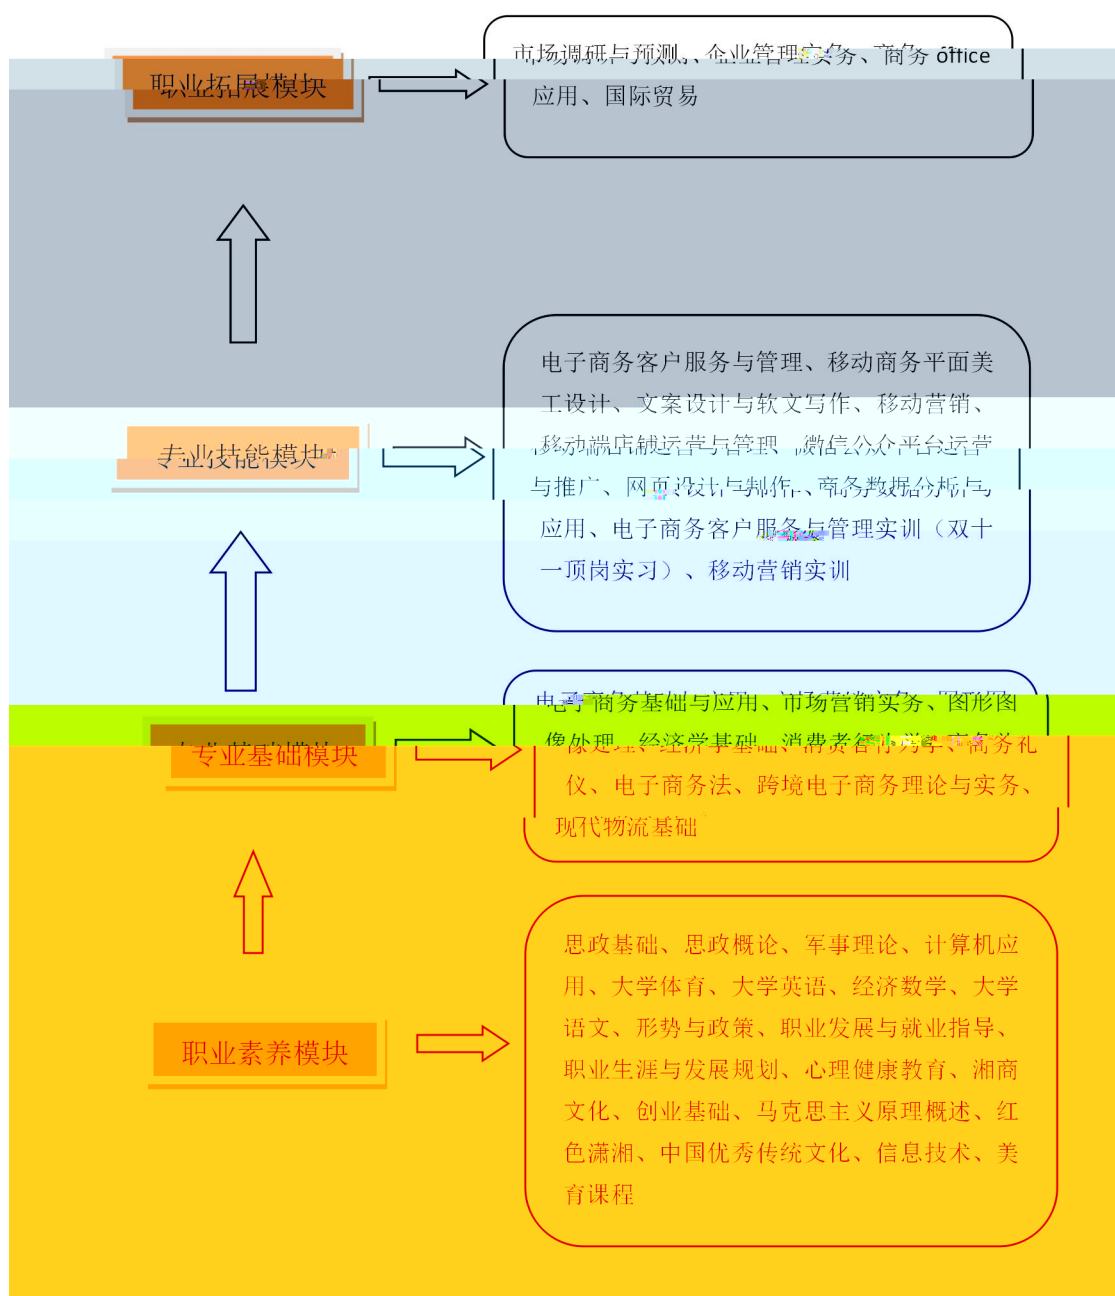 职业拓展模块
市场调研与预测、企业管理实务、商务 office
应用、国际贸易
专业技能模块
电子商务客户服务与管理、移动商务平面美
工设计、文案设计与软文写作、移动营销、
移动端店铺运营与管理、微信公众平台运营
与推广、网页设计与制作、商务数据分析与
应用、电子商务客户服务与管理实训（双十
一顶岗实习）、移动营销实训
专业基础模块
电子商务基础与应用、市场营销实务、图形图
像处理、经济学基础、消费者行为学、商务礼
仪、电子商务法、跨境电子商务理论与实务、
现代物流基础
职业素养模块
思政基础、思政概论、军事理论、计算机应
用、大学体育、大学英语、经济数学、大学
语文、形势与政策、职业发展与就业指导、
职业生涯与发展规划、心理健康教育、湘商
文化、创业基础、马克思主义原理概述、红
色潇湘、中国优秀传统文化、信息技术、美
育课程